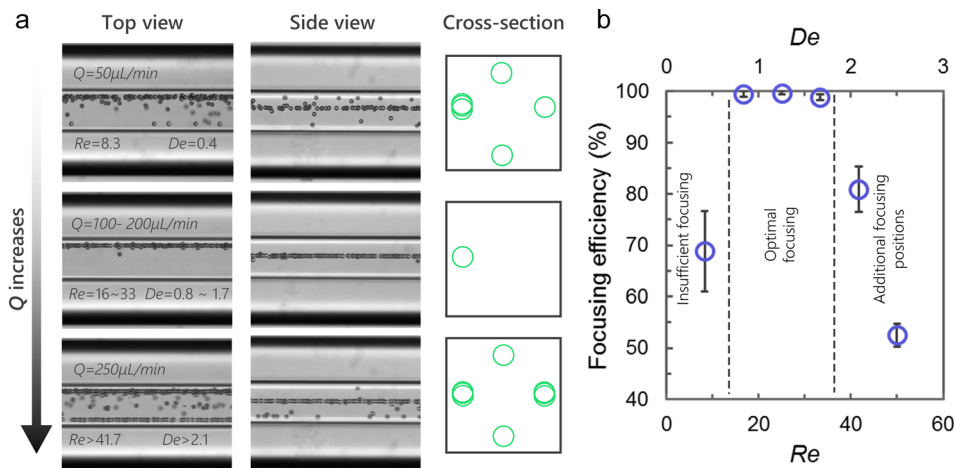 a
Top view
Side view
Cross-section
Q increases
Q=50μL/min
Re=8.3 De=0.4
Q=100- 200μL/min
Re=16~33 De=0.8 ~ 1.7
Q=250μL/min
Re>41.7 De>2.1
b
De
0 1 2 3
Focusing efficiency (%)
100
90
80
70
60
50
40
Insufficient focusing
Optimal
focusing
Additional focusing
positions
0 20 40 60
Re